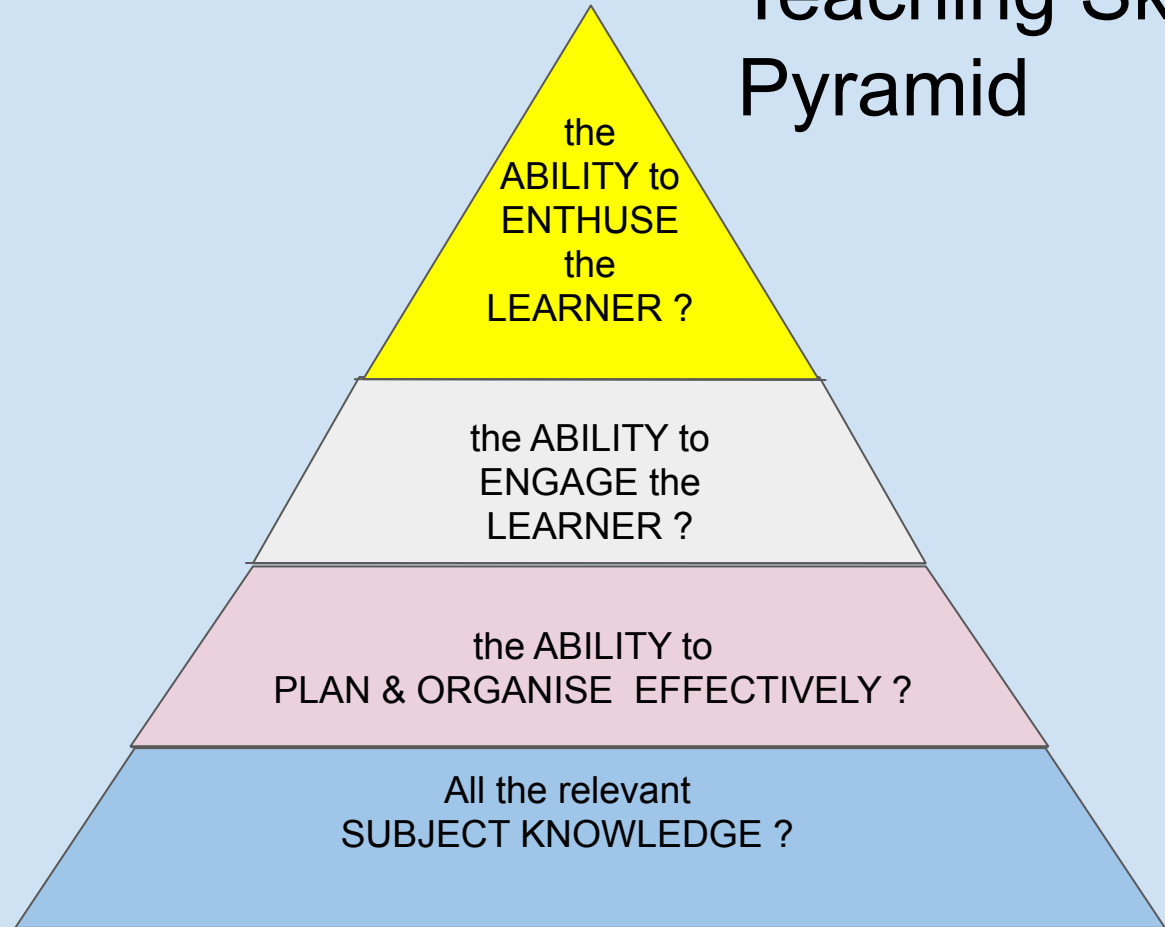 Teaching
Pyramid
the
ABILITY to
ENTHUSE
the
LEARNER ?
the ABILITY to
ENGAGE the
LEARNER ?
the ABILITY to
PLAN & ORGANISE  EFFECTIVELY ?
All the relevant
SUBJECT KNOWLEDGE ?